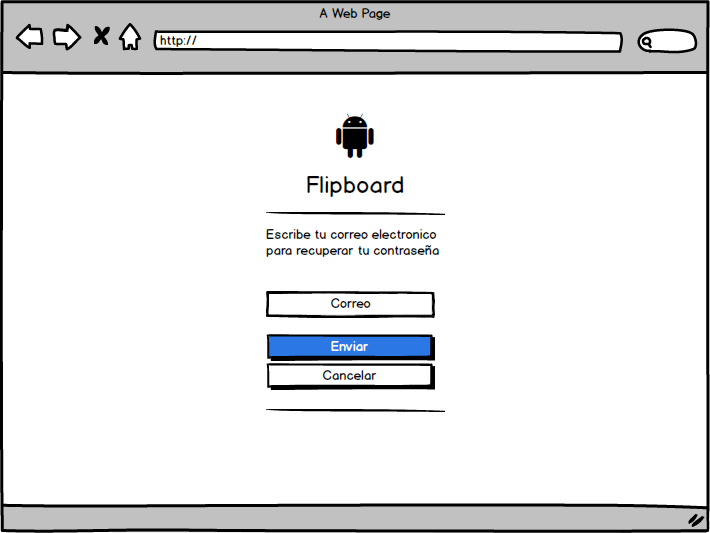 A Web Page
http://
Flipboard
Escribe tu correo electronico
para recuperar tu contraseña
Correo
Enviar
Cancelar